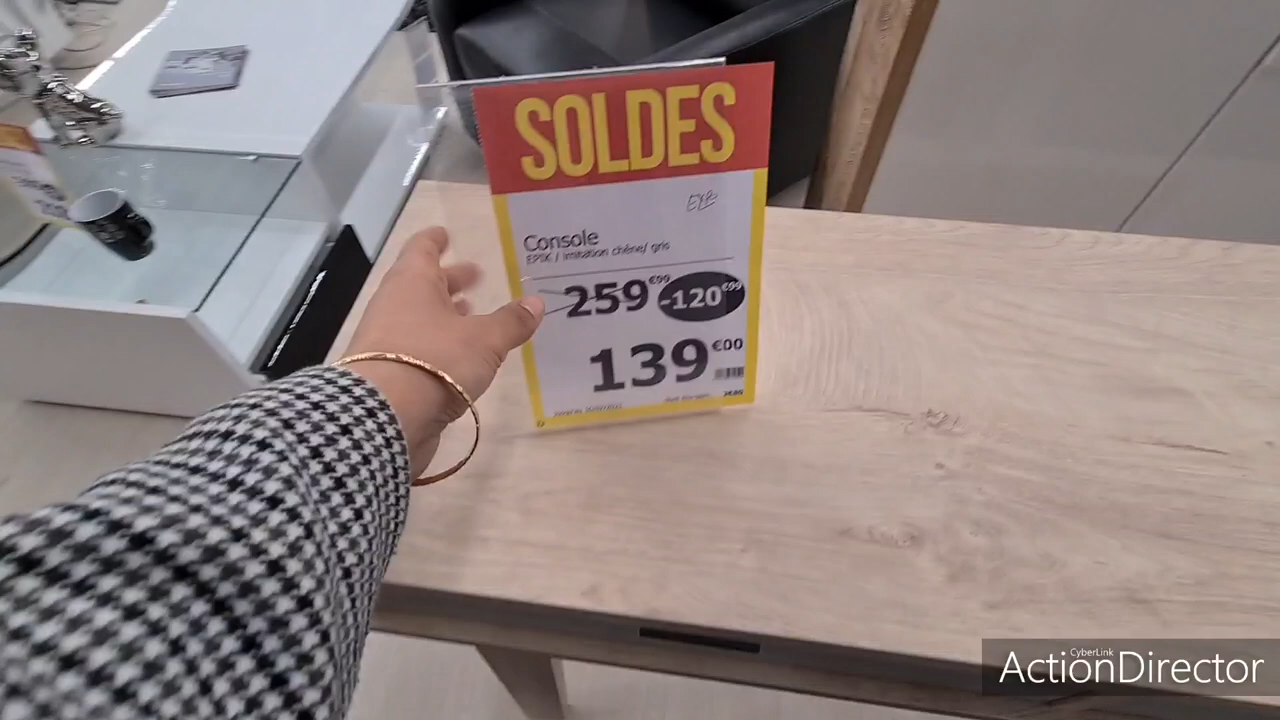 SOLDES
Console
EPIK / imitation chêne/ gris
259€99 -120€99
139€00
CyberLink
ActionDirector